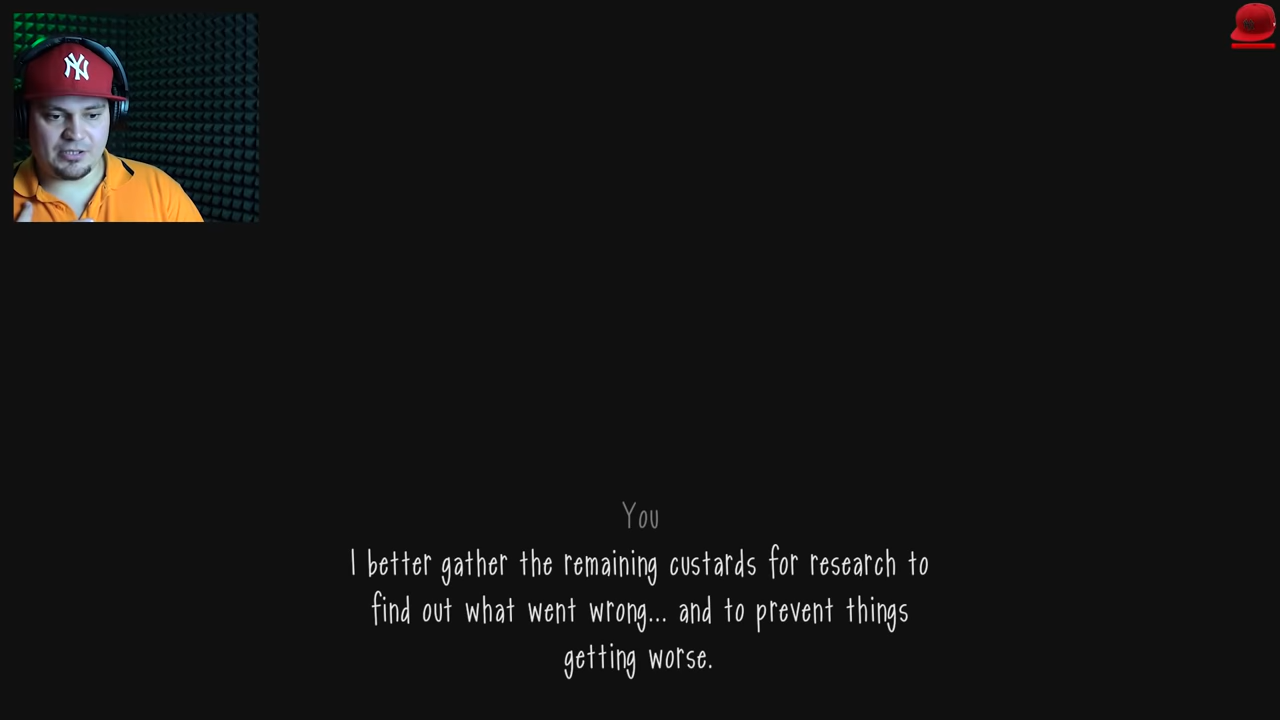 NY
You
I better gather the remaining custards for research to
find out what went wrong... and to prevent things
getting worse.